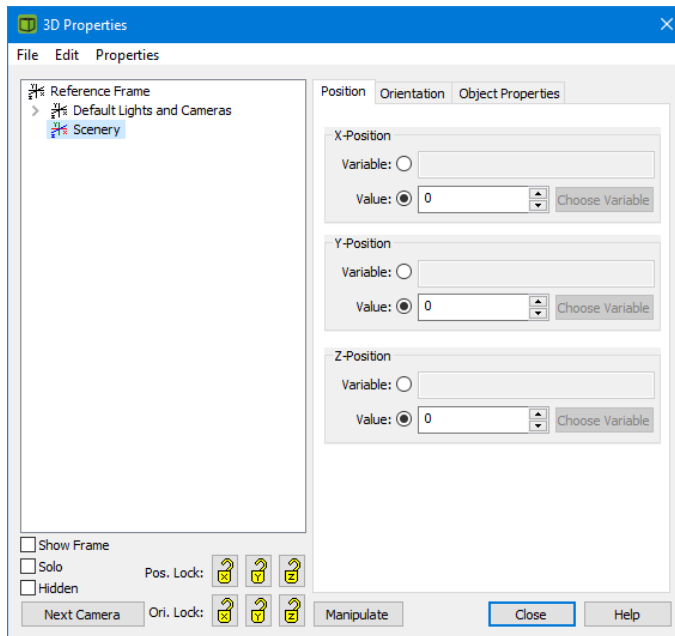 3D Properties
File Edit Properties
Reference Frame
Default Lights and Cameras
Scenery
Show Frame
Solo
Hidden
Pos. Lock: X Y Z
Next Camera Ori. Lock: X Y Z
Position Orientation Object Properties
X-Position
Variable:
Value: 0 Choose Variable
Y-Position
Variable:
Value: 0 Choose Variable
Z-Position
Variable:
Value: 0 Choose Variable
Manipulate Close Help